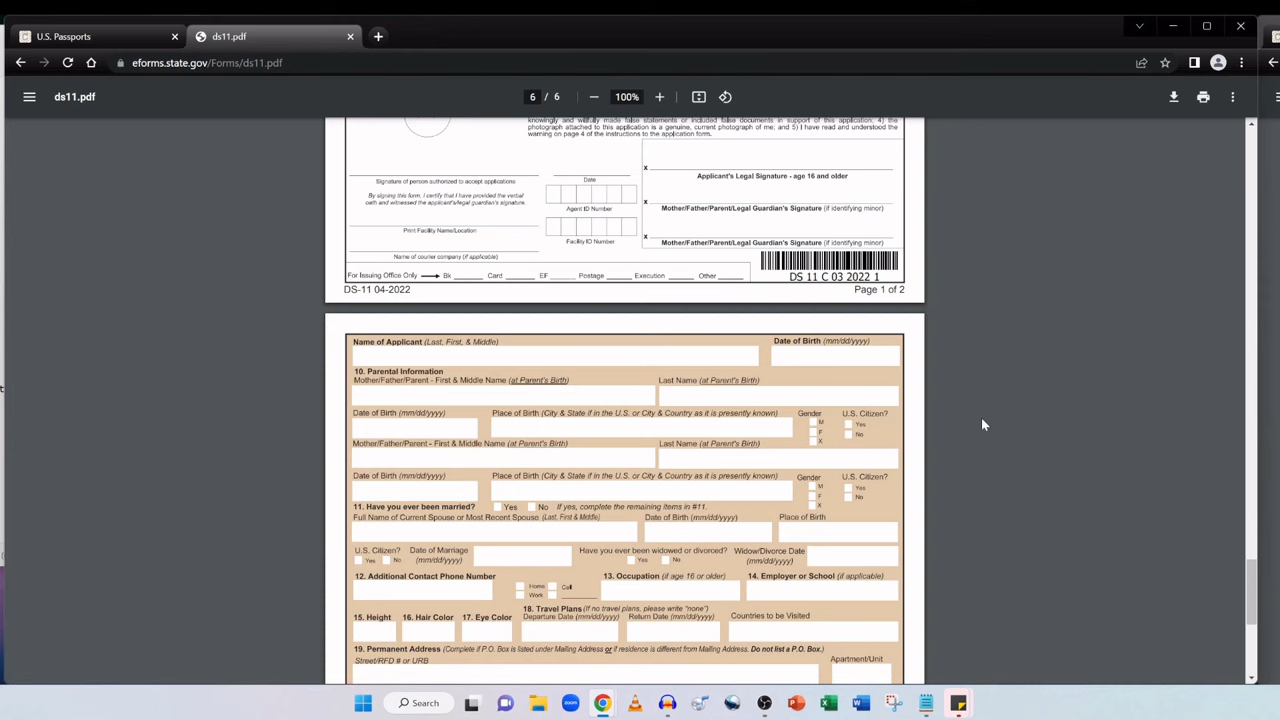 U.S. Passports
ds11.pdf
eforms.state.gov/Forms/ds11.pdf
ds11.pdf
6 / 6
100%
knowingly and willfully made false statements or included false documents in support of this application; 4) the
photograph attached to this application is a genuine, current photograph of me; and 5) I have read and understood the
warning on page 4 of the instructions to the application form.
x
Applicant's Legal Signature - age 16 and older
Signature of person authorized to accept applications
Date
By signing this form, I certify that I have provided the verbal
oath and witnessed the applicant's/legal guardian's signature.
Agent ID Number
x
Mother/Father/Parent/Legal Guardian's Signature (if identifying minor)
Print Facility Name/Location
Facility ID Number
x
Mother/Father/Parent/Legal Guardian's Signature (if identifying minor)
Name of courier company (if applicable)
For Issuing Office Only Bk Card EF Postage Execution Other
DS 11 C 03 2022 1
DS-11 04-2022 Page 1 of 2
Name of Applicant (Last, First, & Middle) Date of Birth (mm/dd/yyyy)
10. Parental Information
Mother/Father/Parent - First & Middle Name (at Parent's Birth) Last Name (at Parent's Birth)
Date of Birth (mm/dd/yyyy) Place of Birth (City & State if in the U.S. or City & Country as it is presently known) Gender U.S. Citizen?
M Yes
F No
X
Mother/Father/Parent - First & Middle Name (at Parent's Birth) Last Name (at Parent's Birth)
Date of Birth (mm/dd/yyyy) Place of Birth (City & State if in the U.S. or City & Country as it is presently known) Gender U.S. Citizen?
M Yes
F No
X
11. Have you ever been married? Yes No If yes, complete the remaining items in #11.
Full Name of Current Spouse or Most Recent Spouse (Last, First & Middle) Date of Birth (mm/dd/yyyy) Place of Birth
U.S. Citizen? Date of Marriage Have you ever been widowed or divorced? Widow/Divorce Date
Yes No (mm/dd/yyyy) Yes No (mm/dd/yyyy)
12. Additional Contact Phone Number Home Cell 13. Occupation (if age 16 or older) 14. Employer or School (if applicable)
Work
18. Travel Plans (If no travel plans, please write "none")
15. Height 16. Hair Color 17. Eye Color Departure Date (mm/dd/yyyy) Return Date (mm/dd/yyyy) Countries to be Visited
19. Permanent Address (Complete if P.O. Box is listed under Mailing Address or if residence is different from Mailing Address. Do not list a P.O. Box.)
Street/RFD # or URB Apartment/Unit
Search
zoom